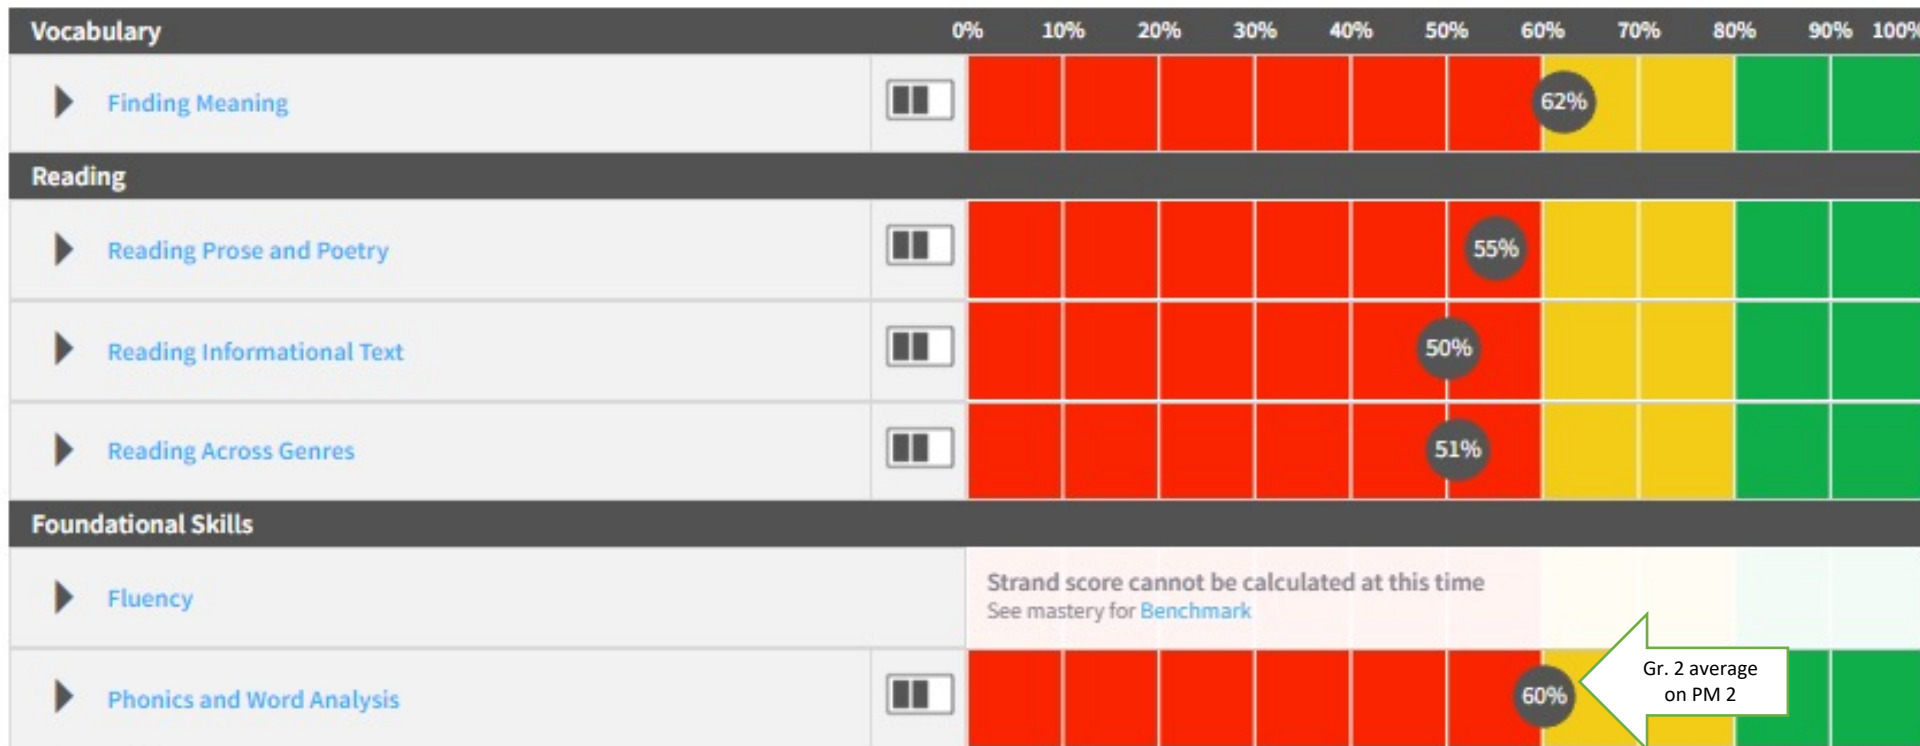 Vocabulary 0% 10% 20% 30% 40% 50% 60% 70% 80% 90% 100%
Finding Meaning 62%
Reading
Reading Prose and Poetry 55%
Reading Informational Text 50%
Reading Across Genres 51%
Foundational Skills
Fluency
Strand score cannot be calculated at this time
See mastery for Benchmark
Phonics and Word Analysis 60%
Gr. 2 average
on PM 2